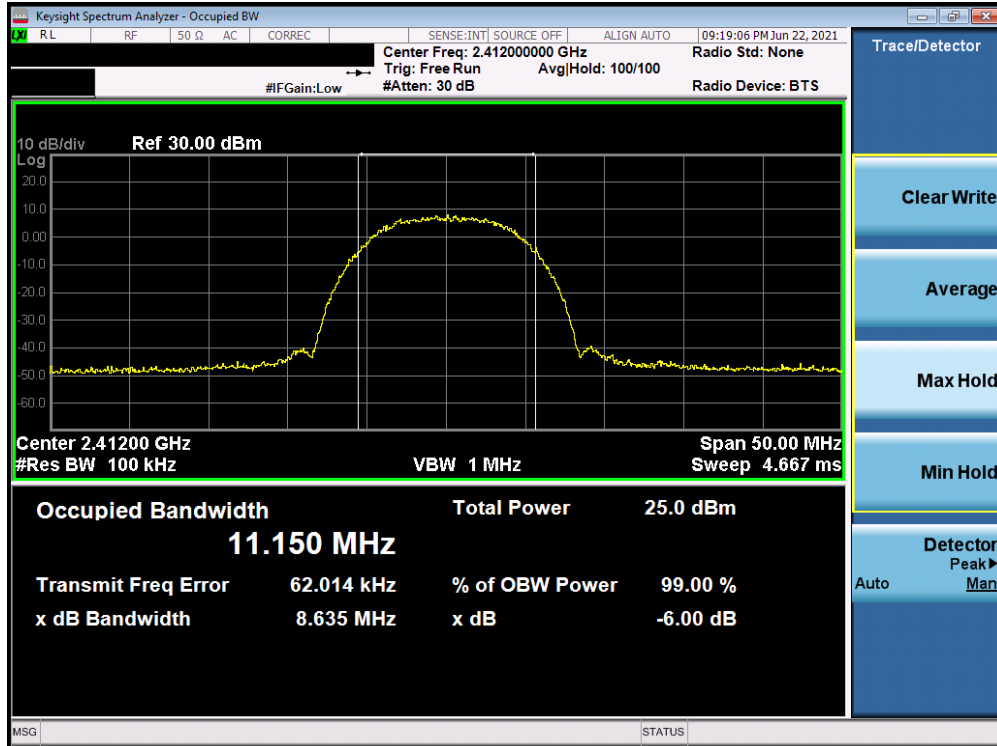 Keysight Spectrum Analyzer - Occupied BW
LXI RL RF 50 Ω AC CORREC SENSE:INT SOURCE OFF ALIGN AUTO 09:19:06 PM Jun 22, 2021
Center Freq: 2.412000000 GHz Radio Std: None
Trig: Free Run Avg|Hold: 100/100
#IFGain:Low #Atten: 30 dB Radio Device: BTS
Trace/Detector
10 dB/div Ref 30.00 dBm
Log
20.0
10.0
0.00
-10.0
-20.0
-30.0
-40.0
-50.0
-60.0
Center 2.41200 GHz Span 50.00 MHz
#Res BW 100 kHz VBW 1 MHz Sweep 4.667 ms
Occupied Bandwidth Total Power 25.0 dBm
11.150 MHz
Transmit Freq Error 62.014 kHz % of OBW Power 99.00 %
x dB Bandwidth 8.635 MHz x dB -6.00 dB
Clear Write
Average
Max Hold
Min Hold
Detector
Peak▶
Auto Man
MSG STATUS